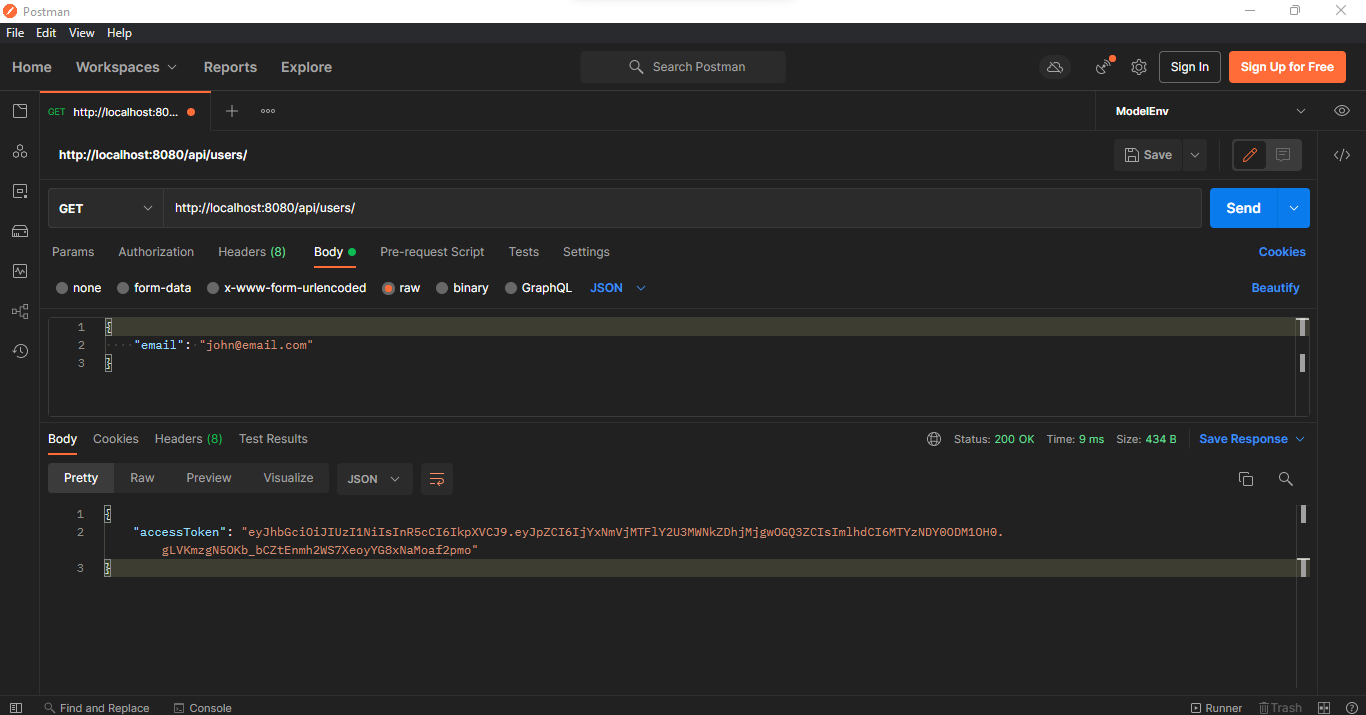 Postman
File Edit View Help
Home Workspaces Reports Explore Search Postman Sign In Sign Up for Free
GET http://localhost:80... ModelEnv
http://localhost:8080/api/users/ Save
GET http://localhost:8080/api/users/ Send
Params Authorization Headers (8) Body Pre-request Script Tests Settings Cookies
none form-data x-www-form-urlencoded raw binary GraphQL JSON Beautify
1 {
2 "email": "john@email.com"
3 }
Body Cookies Headers (8) Test Results Status: 200 OK Time: 9 ms Size: 434 B Save Response
Pretty Raw Preview Visualize JSON
1 {
2 "accessToken": "eyJhbGciOiJIUzI1NiIsInR5cCI6IkpXVCJ9.eyJpZCI6IjYxNmVjMTFlY2U3MWNkZDhjMjgwOGQ3ZCIsImlhdCI6MTYzNDY0ODM1OH0.
gLVKmzgN5OKb_bCZtEnmh2WS7XeoyYG8xNaMoaf2pmo"
3 }
Find and Replace Console Runner Trash